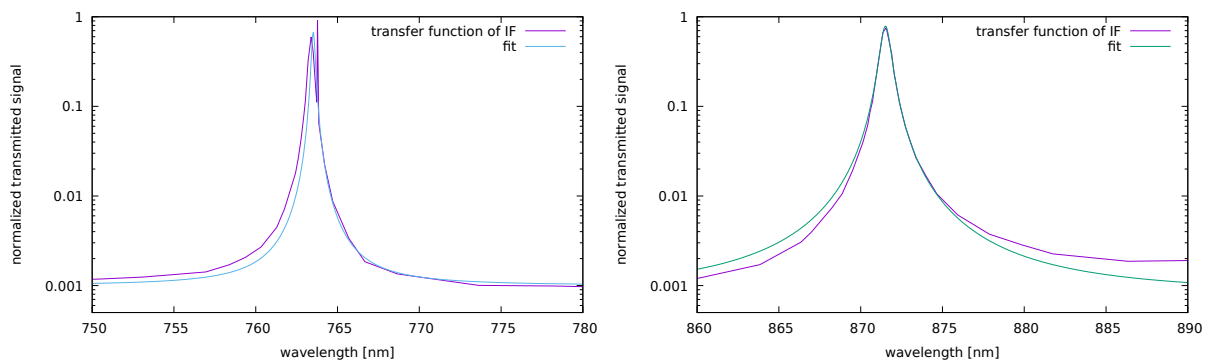 1
0.1
0.01
0.001
750 755 760 765 770 775 780
normalized transmitted signal
wavelength [nm]
transfer function of IF
fit
1
0.1
0.01
0.001
860 865 870 875 880 885 890
normalized transmitted signal
wavelength [nm]
transfer function of IF
fit